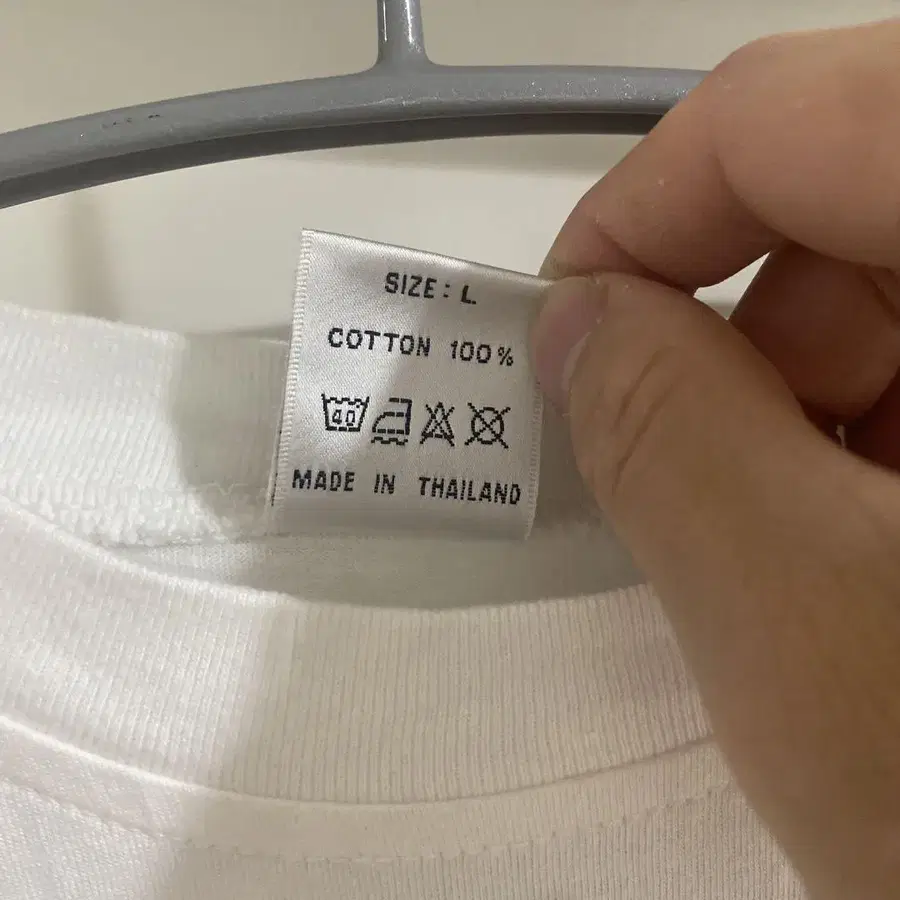 SIZE: L
COTTON 100%
40
MADE IN THAILAND